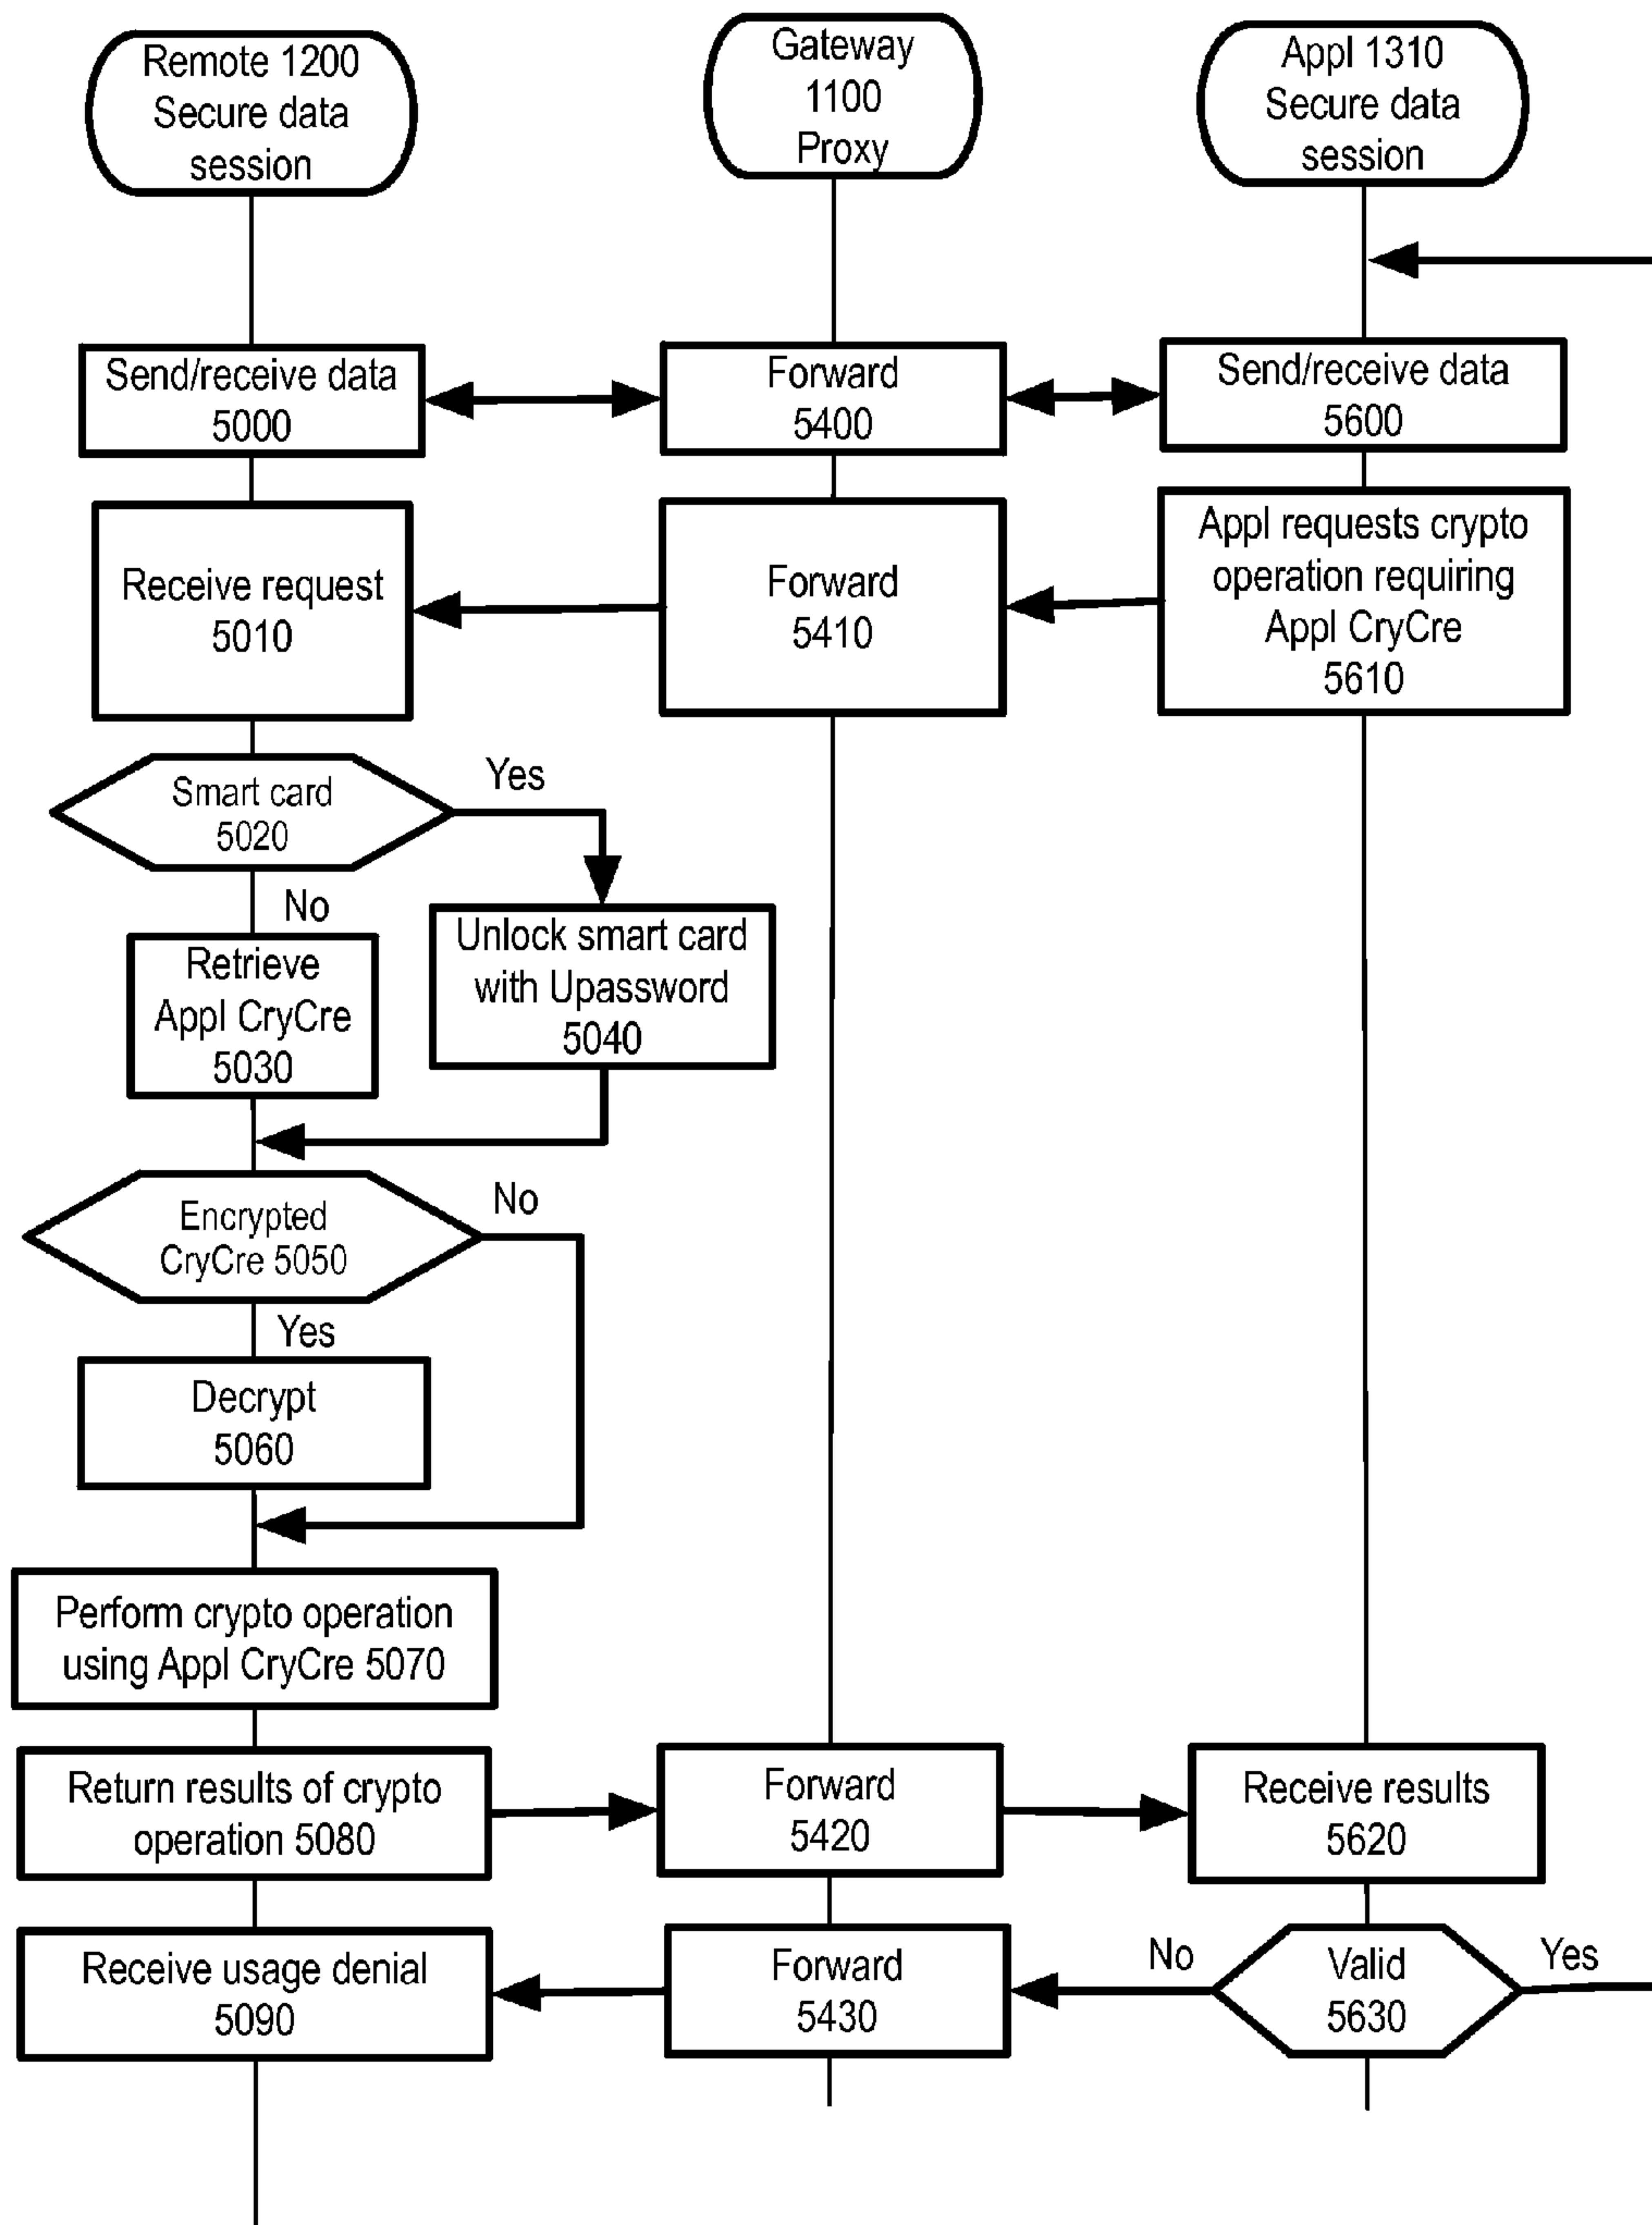 Remote 1200
Secure data
session
Gateway
1100
Proxy
Appl 1310
Secure data
session
Send/receive data
5000
Forward
5400
Send/receive data
5600
Receive request
5010
Forward
5410
Appl requests crypto
operation requiring
Appl CryCre
5610
Smart card
5020
Yes
No
Retrieve
Appl CryCre
5030
Unlock smart card
with Upassword
5040
Encrypted
CryCre 5050
No
Yes
Decrypt
5060
Perform crypto operation
using Appl CryCre 5070
Return results of crypto
operation 5080
Forward
5420
Receive results
5620
Receive usage denial
5090
Forward
5430
No
Valid
5630
Yes